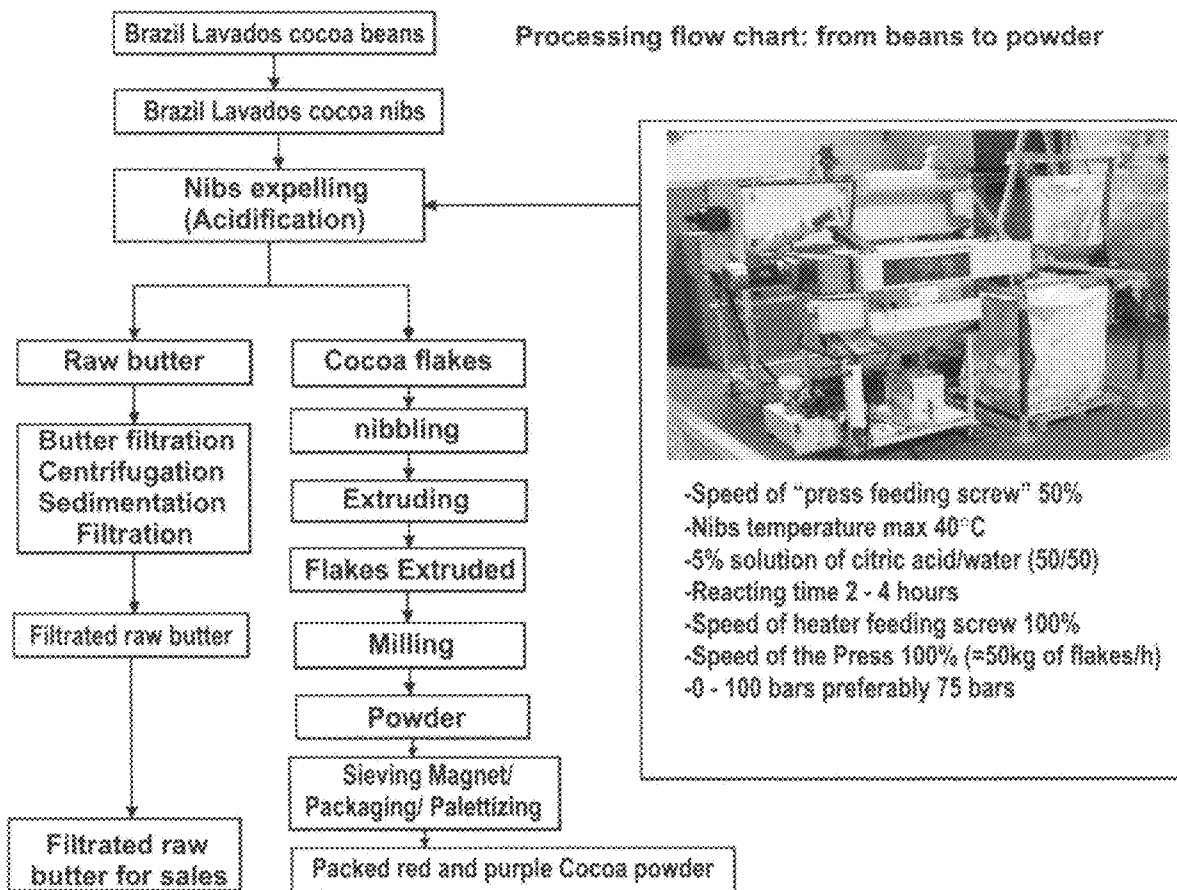 Brazil Lavados cocoa beans
Processing flow chart: from beans to powder
Brazil Lavados cocoa nibs
Nibs expelling
(Acidification)
Raw butter
Cocoa flakes
Butter filtration
Centrifugation
Sedimentation
Filtration
nibbling
Extruding
Flakes Extruded
Filtrated raw butter
Milling
Powder
Sieving Magnet/
Packaging/ Palettizing
Filtrated raw
butter for sales
Packed red and purple Cocoa powder
-Speed of “press feeding screw” 50%
-Nibs temperature max 40°C
-5% solution of citric acid/water (50/50)
-Reacting time 2 - 4 hours
-Speed of heater feeding screw 100%
-Speed of the Press 100% (=50kg of flakes/h)
-0 - 100 bars preferably 75 bars